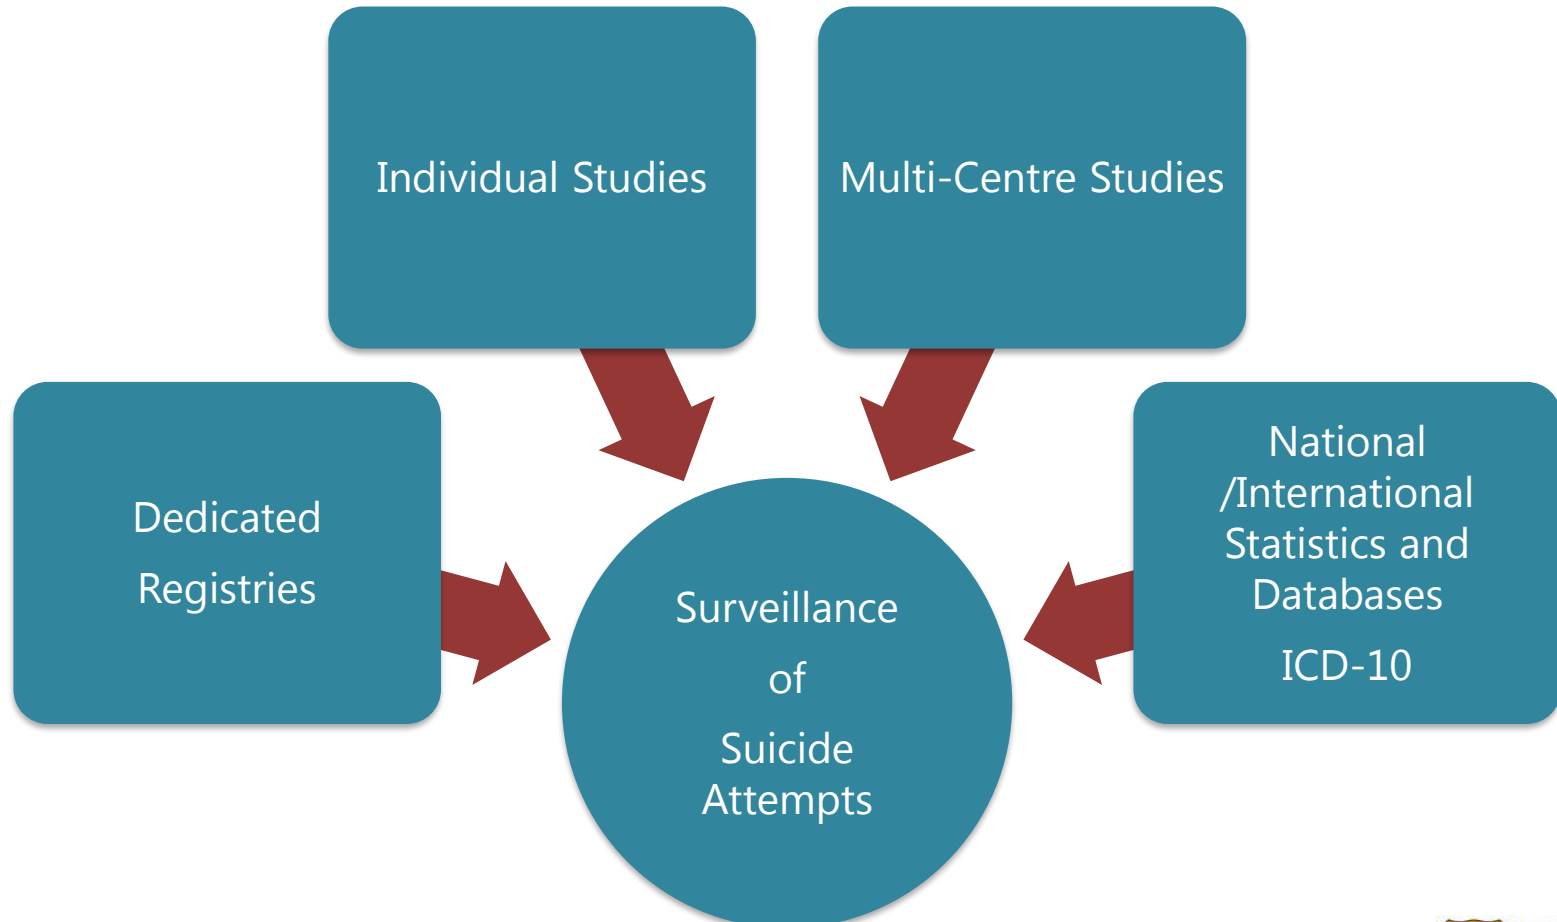 Individual Studies
Multi-Centre Studies
Dedicated
Registries
National
/International
Statistics and
Databases
ICD-10
Surveillance
of
Suicide
Attempts